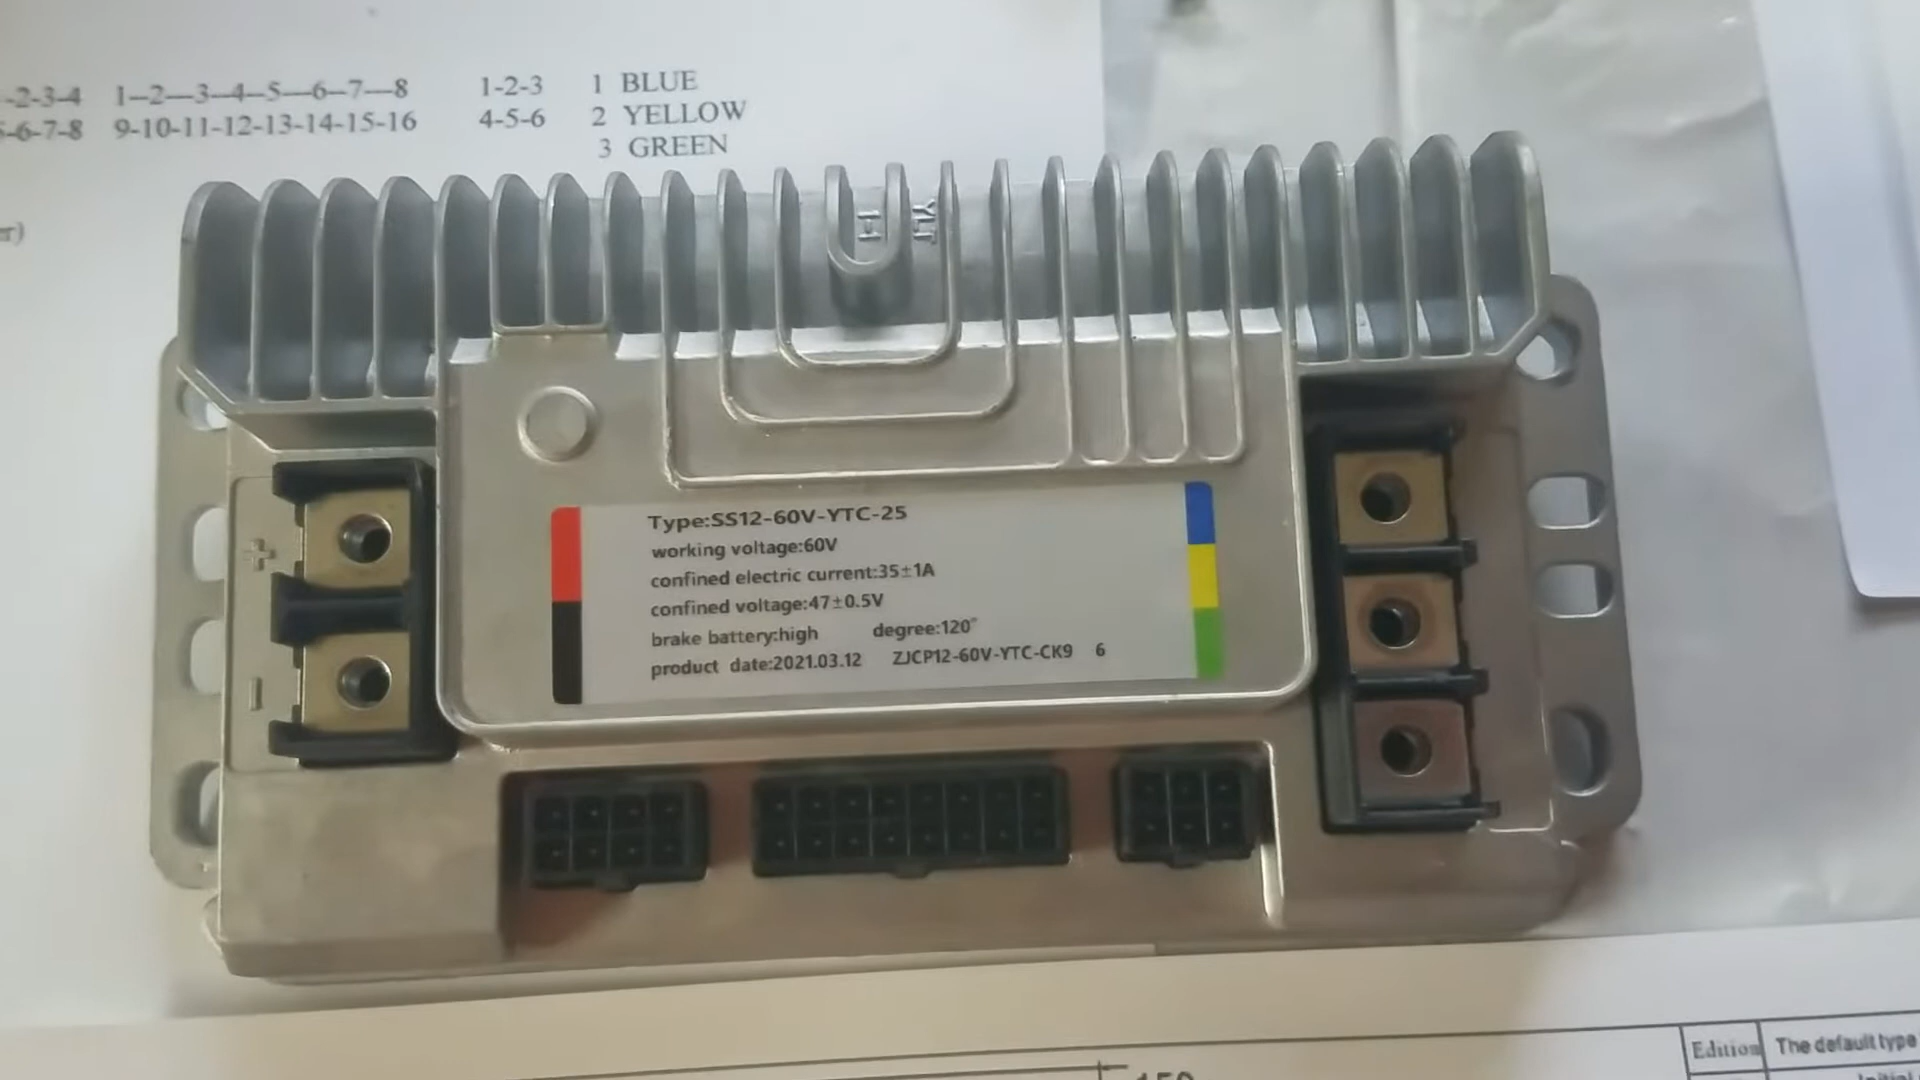 -2-3-4 1--2---3--4--5---6--7---8 1-2-3 1 BLUE
-6-7-8 9-10-11-12-13-14-15-16 4-5-6 2 YELLOW
3 GREEN
er)
YLT
+
-
Type:SS12-60V-YTC-25
working voltage:60V
confined electric current:35±1A
confined voltage:47±0.5V
brake battery:high degree:120°
product date:2021.03.12 ZJCP12-60V-YTC-CK9 6
Edition The default type